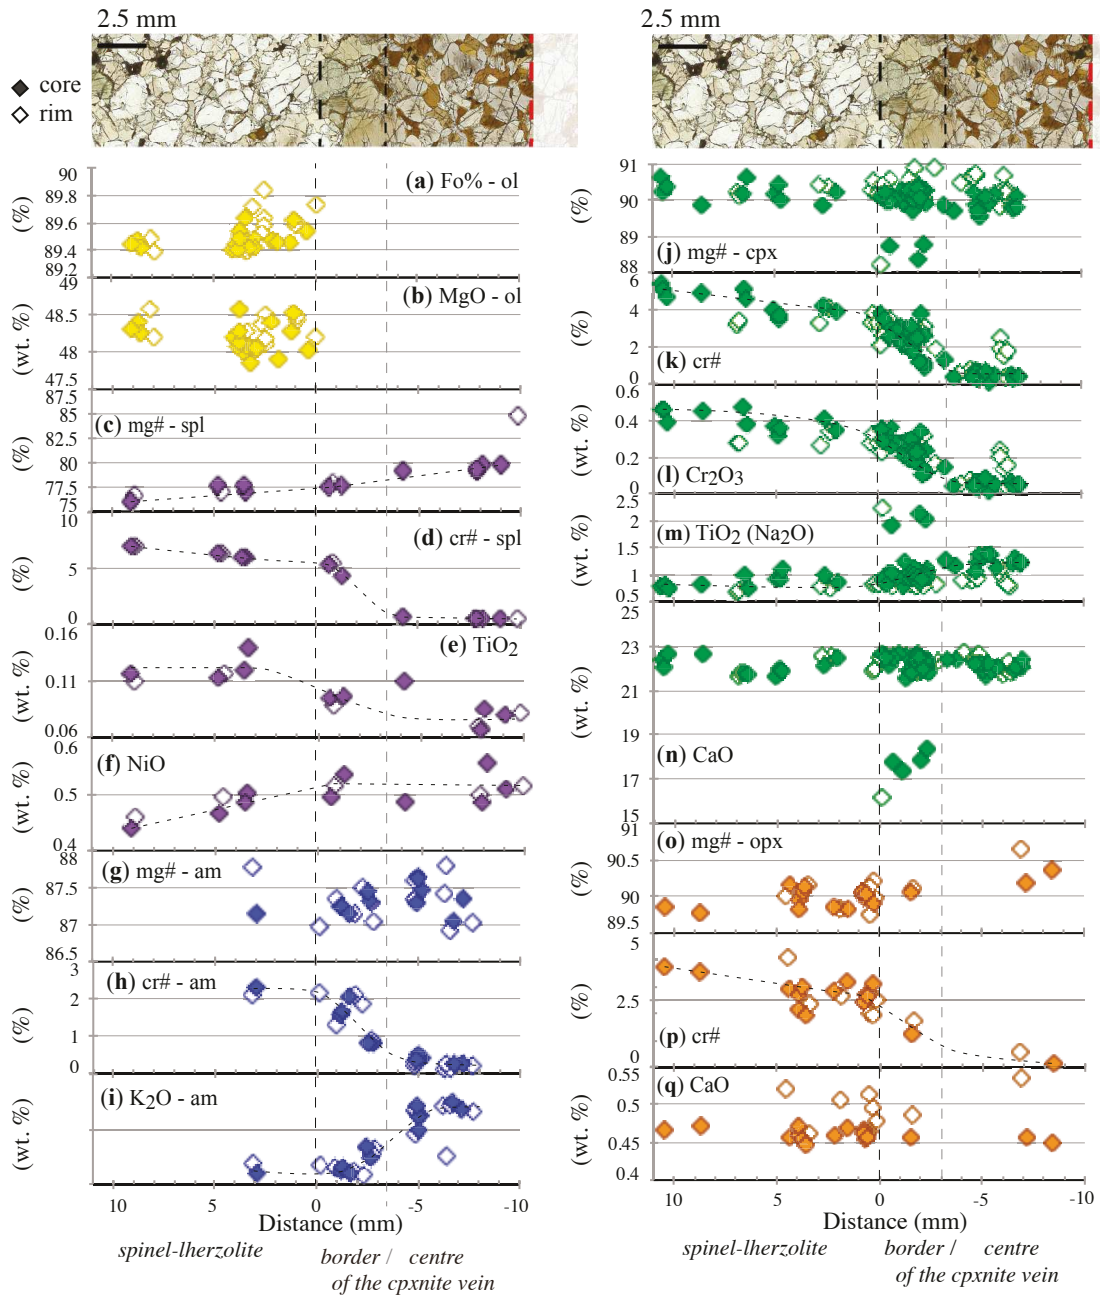 2.5 mm
core
rim
(a) Fo% - ol
(%)
90
89.8
89.6
89.4
89.2
(b) MgO - ol
(wt. %)
49
48.5
48
47.5
(c) mg# - spl
(%)
87.5
85
82.5
80
77.5
75
(d) cr# - spl
(%)
10
5
0
(e) TiO2
(wt. %)
0.16
0.11
0.06
(f) NiO
(wt. %)
0.6
0.5
0.4
(g) mg# - am
(%)
88
87.5
87
86.5
(h) cr# - am
(%)
3
2
1
0
(i) K2O - am
(wt. %)
10 5 0 -5 -10
Distance (mm)
spinel-lherzolite border / centre
of the cpxnite vein
2.5 mm
(%)
91
90
89
88
(j) mg# - cpx
(%)
6
4
2
0
(k) cr#
(wt. %)
0.6
0.4
0.2
0
(l) Cr2O3
(wt. %)
2.5
2
1.5
1
0.5
(m) TiO2 (Na2O)
(wt. %)
25
23
21
19
17
15
(n) CaO
(o) mg# - opx
(%)
91
90.5
90
89.5
(%)
5
2.5
0
(p) cr#
(q) CaO
(wt. %)
0.55
0.5
0.45
0.4
10 5 0 -5 -10
Distance (mm)
spinel-lherzolite border / centre
of the cpxnite vein